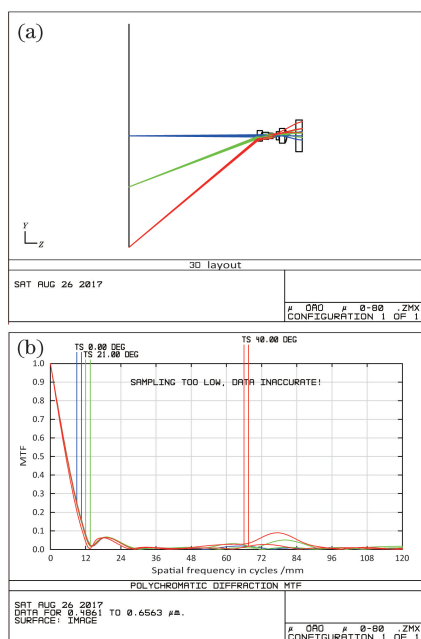 (a)
Y
Z
3D layout
SAT AUG 26 2017
μ ÖÄÖ μ 0-80 .ZMX
CONFIGURATION 1 OF 1
(b)
TS 0.00 DEG
TS 40.00 DEG
TS 21.00 DEG
1.0
SAMPLING TOO LOW, DATA INACCURATE!
0.9
0.8
0.7
0.6
MTF
0.5
0.4
0.3
0.2
0.1
0.0
0 12 24 36 48 60 72 84 96 108 120
Spatial frequency in cycles /mm
POLYCHROMATIC DIFFRACTION MTF
SAT AUG 26 2017
DATA FOR 0.4861 TO 0.6563 μm.
SURFACE: IMAGE
μ ÖÄÖ μ 0-80 .ZMX
CONFIGURATION 1 OF 1